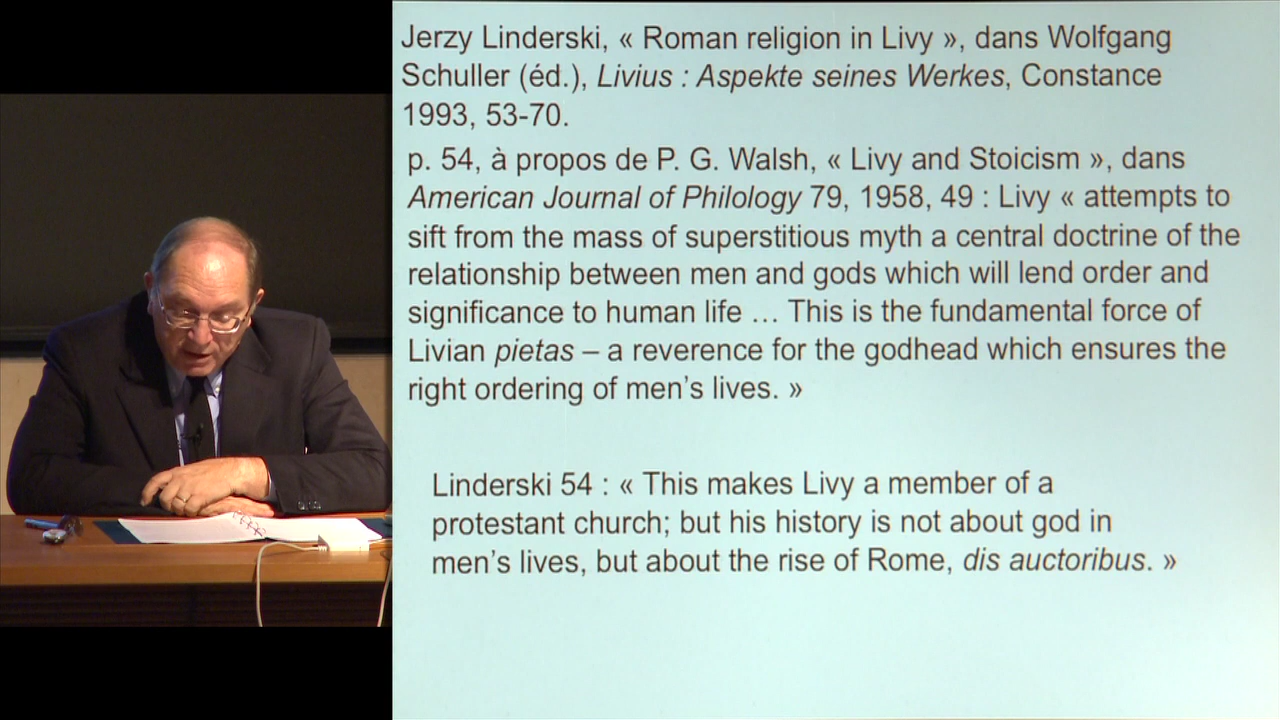 Jerzy Linderski, « Roman religion in Livy », dans Wolfgang
Schuller (éd.), Livius : Aspekte seines Werkes, Constance
1993, 53-70.
p. 54, à propos de P. G. Walsh, « Livy and Stoicism », dans
American Journal of Philology 79, 1958, 49 : Livy « attempts to
sift from the mass of superstitious myth a central doctrine of the
relationship between men and gods which will lend order and
significance to human life … This is the fundamental force of
Livian pietas – a reverence for the godhead which ensures the
right ordering of men’s lives. »
Linderski 54 : « This makes Livy a member of a
protestant church; but his history is not about god in
men’s lives, but about the rise of Rome, dis auctoribus. »